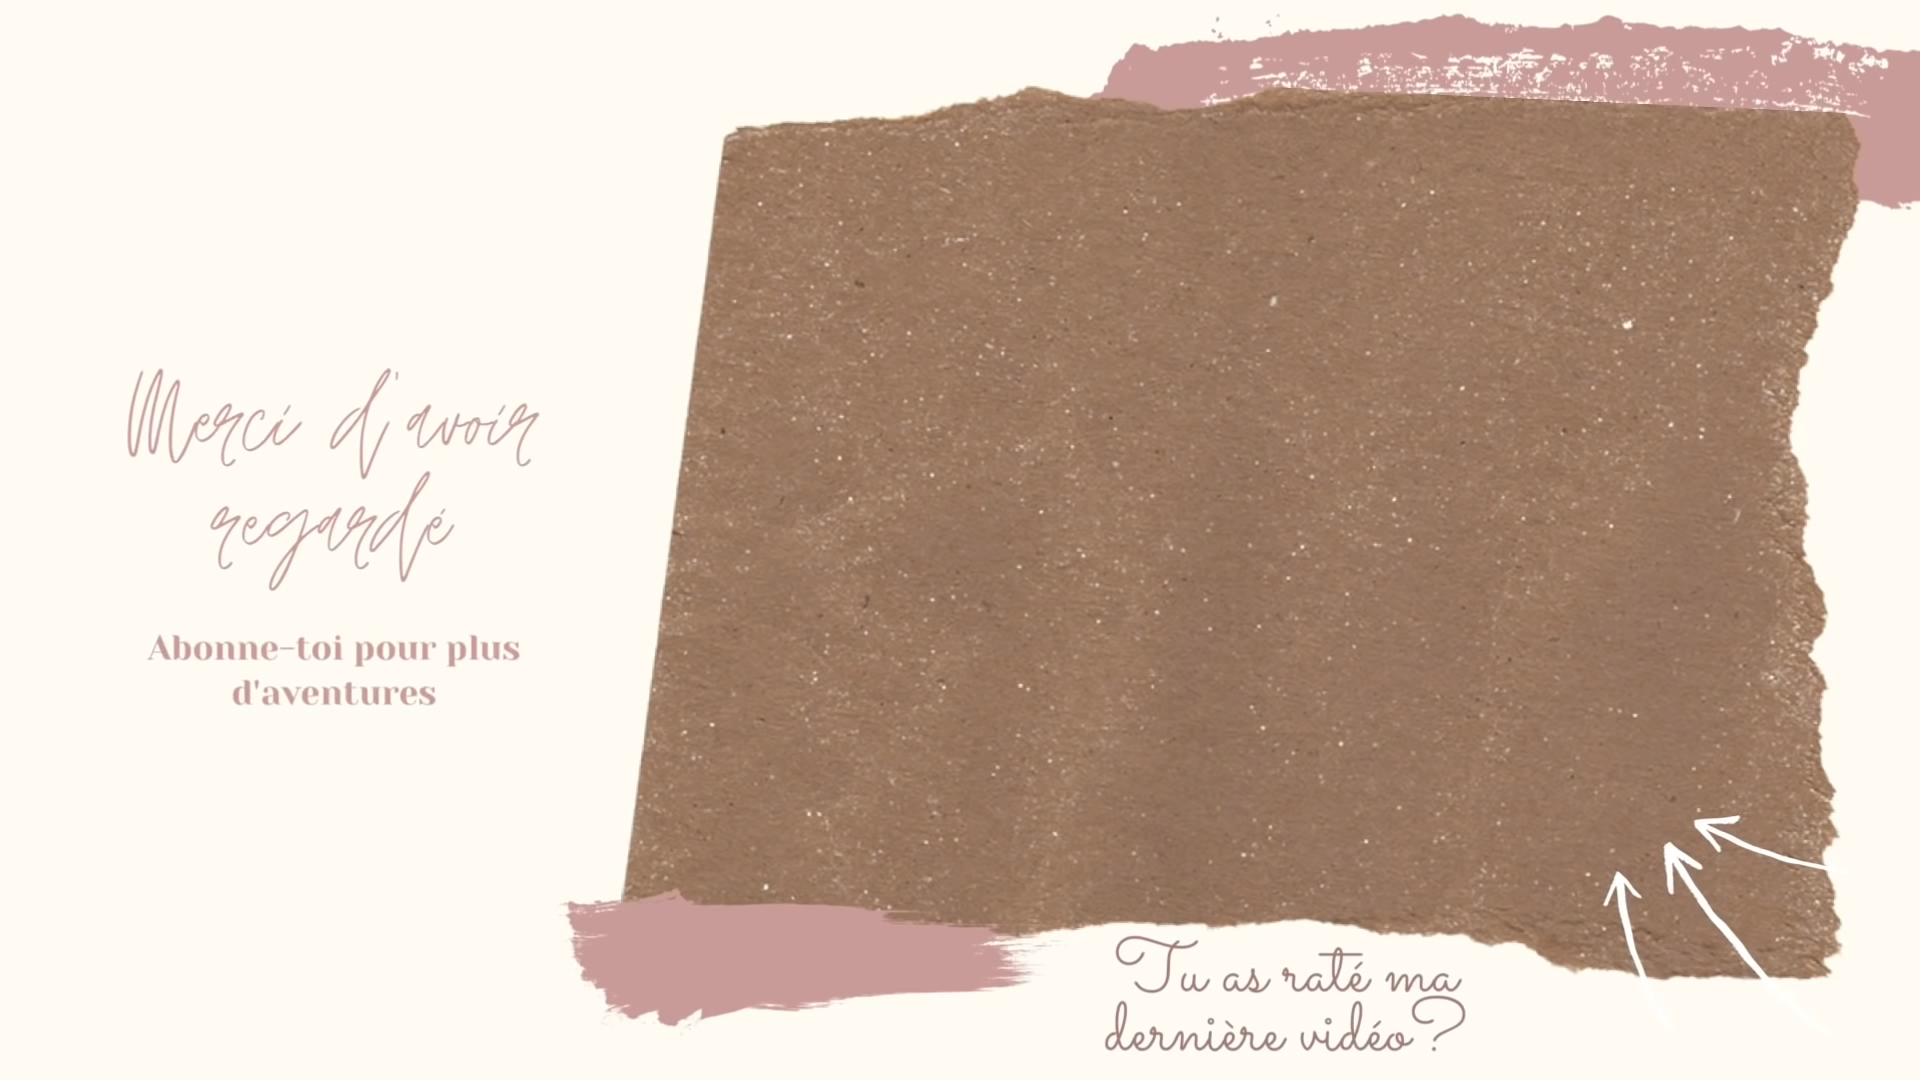 Merci d'avoir
regardé
Abonne-toi pour plus
d'aventures
Tu as raté ma
dernière vidéo?